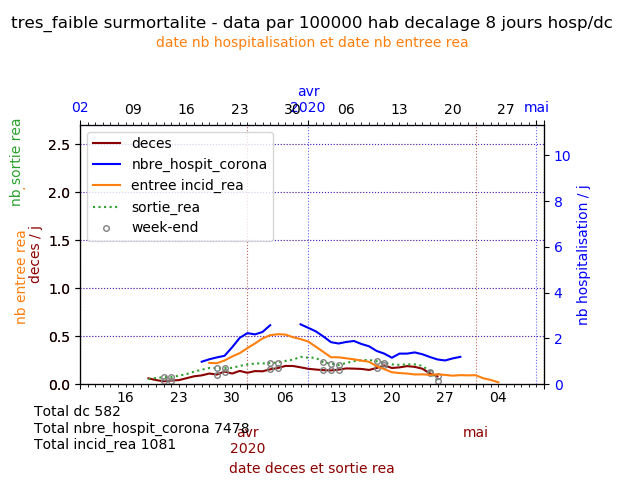 tres_faible surmortalite - data par 100000 hab decalage 8 jours hosp/dc
date nb hospitalisation et date nb entree rea
avr
02 09 16 23 30 2020 06 13 20 27 mai
nb sortie rea
nb entree rea
deces / j
nb hospitalisation / j
deces
nbre_hospit_corona
entree incid_rea
sortie_rea
week-end
2.5
2.0
1.5
1.0
0.5
0.0
10
8
6
4
2
0
16 23 30 06 13 20 27 04
Total dc 582
Total nbre_hospit_corona 7478
Total incid_rea 1081
avr
2020
mai
date deces et sortie rea